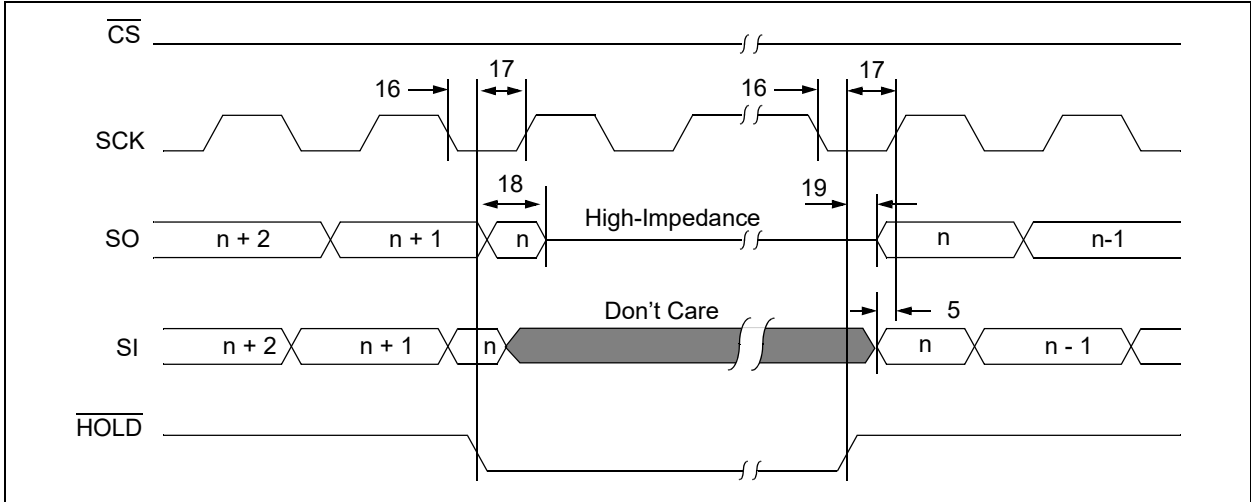 CS
16 17 16 17
SCK
18 19
SO n + 2 n + 1 n High-Impedance n n-1
Don't Care 5
SI n + 2 n + 1 n n n - 1
HOLD